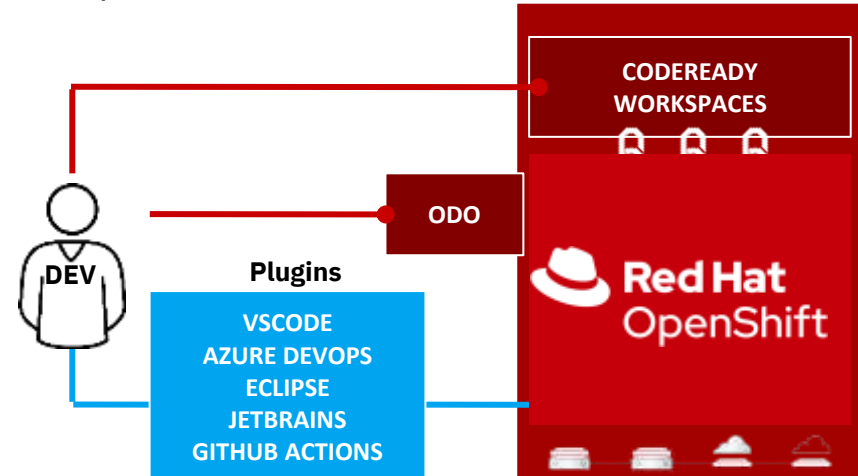 CODEREADY
WORKSPACES
ODO
DEV
Plugins
VSCODE
AZURE DEVOPS
ECLIPSE
JETBRAINS
GITHUB ACTIONS
Red Hat
OpenShift